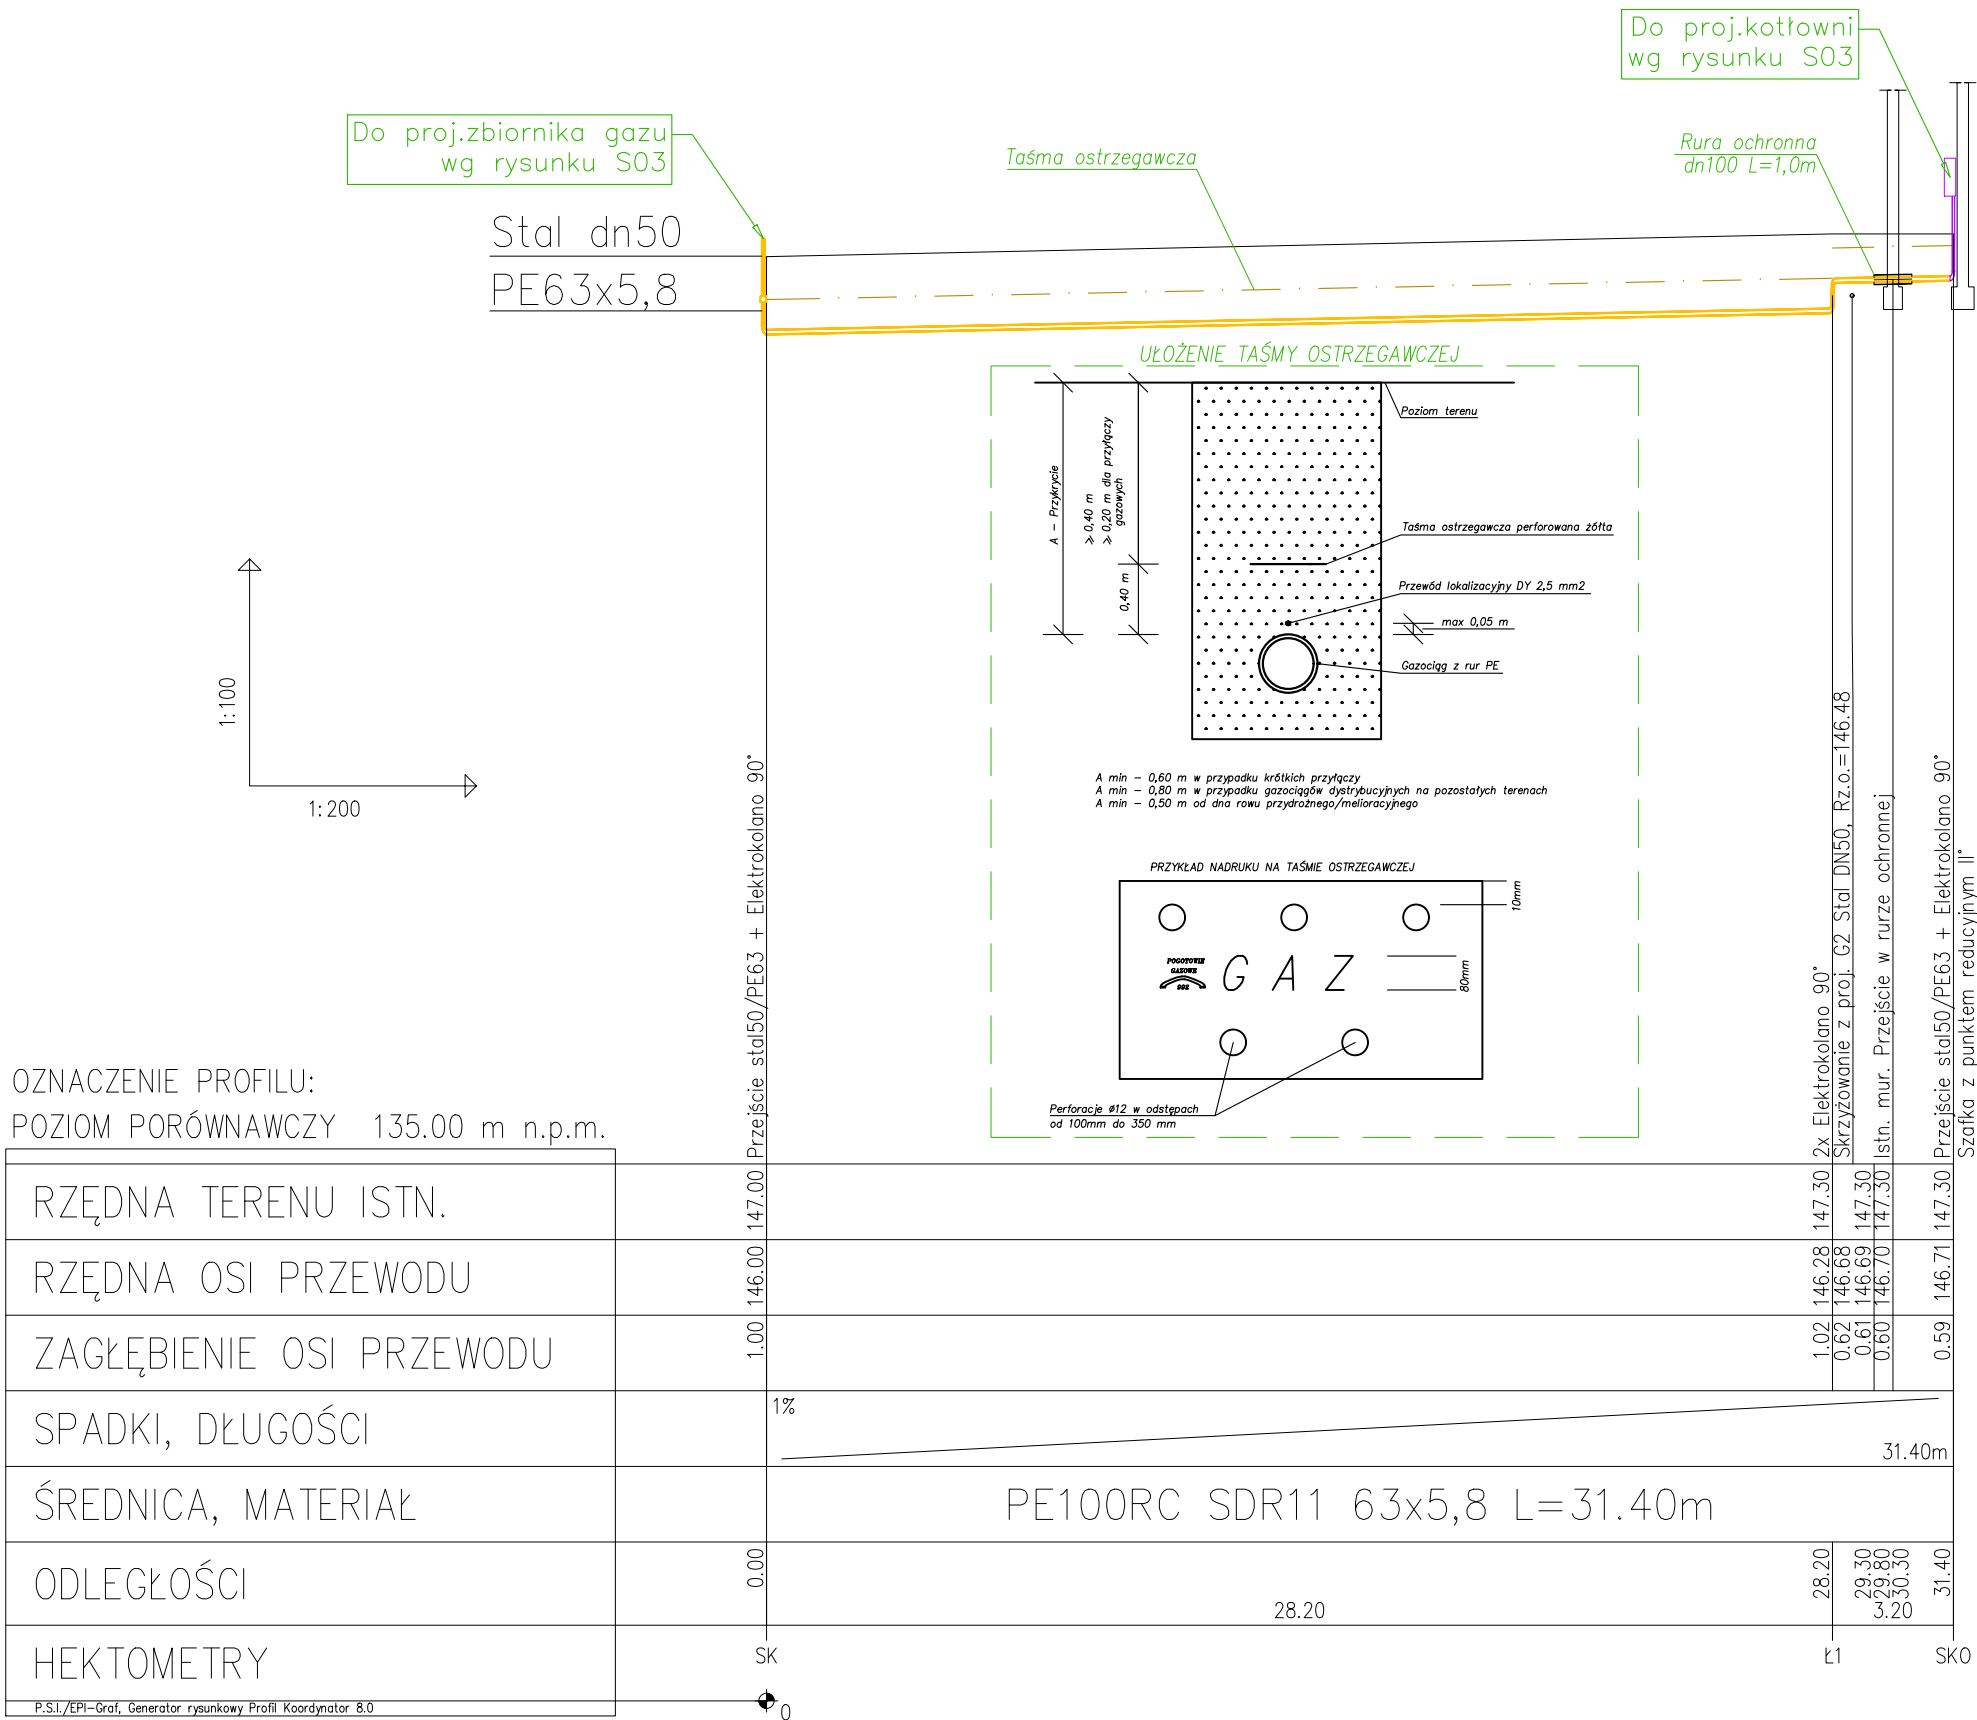 Do proj.kotłowni
wg rysunku S03
Do proj.zbiornika gazu
wg rysunku S03
Taśma ostrzegawcza
Rura ochronna
dn100 L=1,0m
Stal dn50
PE63x5,8
UŁOŻENIE TAŚMY OSTRZEGAWCZEJ
Poziom terenu
A - Przykrycie
≥ 0,40 m
≥ 0,20 m dla przyłączy
gazowych
Taśma ostrzegawcza perforowana żółta
0,40 m
Przewód lokalizacyjny DY 2,5 mm2
max 0,05 m
Gazociąg z rur PE
A min - 0,60 m w przypadku krótkich przyłączy
A min - 0,80 m w przypadku gazociągów dystrybucyjnych na pozostałych terenach
A min - 0,50 m od dna rowu przydrożnego/melioracyjnego
PRZYKŁAD NADRUKU NA TAŚMIE OSTRZEGAWCZEJ
10mm
POGOTOWIE
GAZOWE
992
G A Z
80mm
Perforacje ø12 w odstępach
od 100mm do 350 mm
1:100
1:200
Przejście stal50/PE63 + Elektrokolano 90°
2x Elektrokolano 90°
Skrzyżowanie z proj. G2 Stal DN50, Rz.o.=146.48
Istn. mur. Przejście w rurze ochronnej
Przejście stal50/PE63 + Elektrokolano 90°
Szafka z punktem reducyjnym II°
OZNACZENIE PROFILU:
POZIOM PORÓWNAWCZY 135.00 m n.p.m.
RZĘDNA TERENU ISTN.
147.00 147.30 147.30 147.30 147.30
RZĘDNA OSI PRZEWODU
146.00 146.28 146.68 146.69 146.70 146.71
ZAGŁĘBIENIE OSI PRZEWODU
1.00 1.02 0.62 0.61 0.60 0.59
SPADKI, DŁUGOŚCI
1%
31.40m
ŚREDNICA, MATERIAŁ
PE100RC SDR11 63x5,8 L=31.40m
ODLEGŁOŚCI
0.00 28.20 29.30 29.80 30.30 31.40
28.20 3.20
HEKTOMETRY
SK Ł1 SKO
P.S.I./EPI-Graf, Generator rysunkowy Profil Koordynator 8.0
0